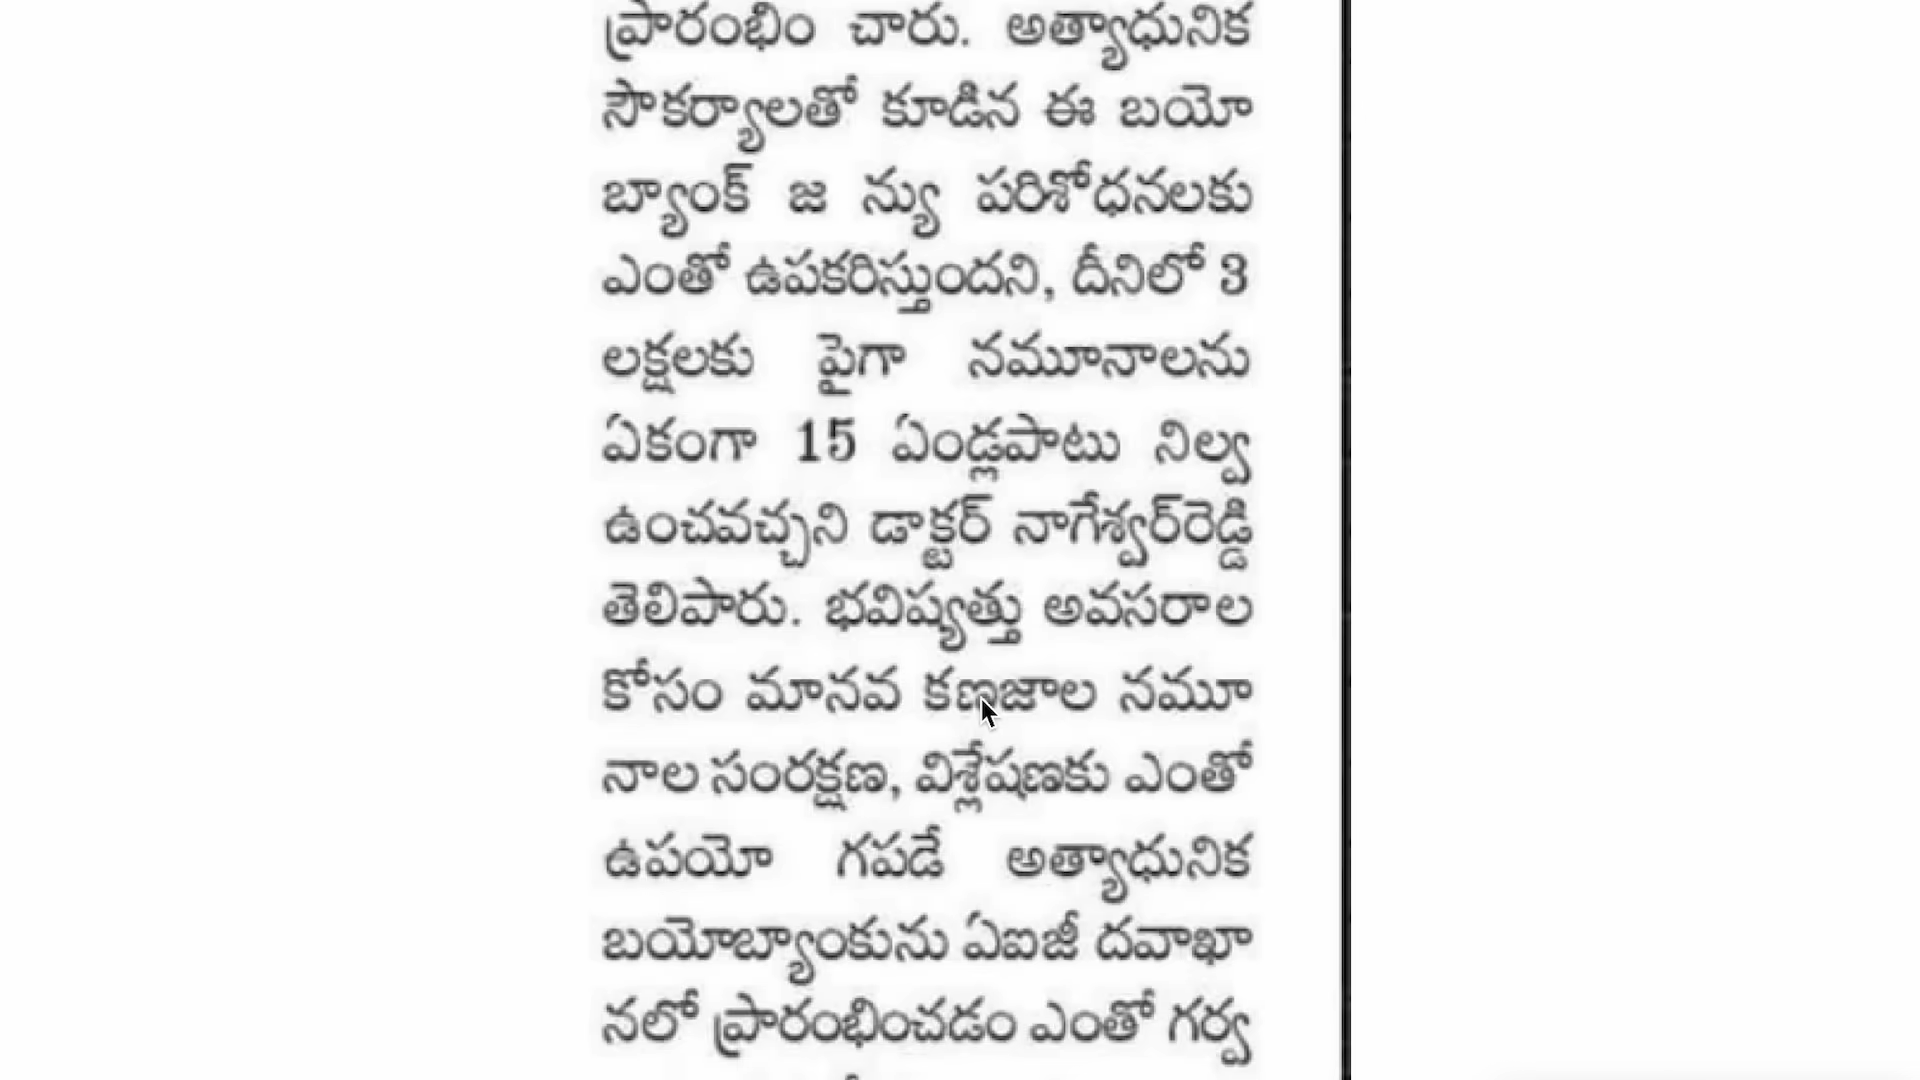 ప్రారంభిం చారు. అత్యాధునిక
సౌకర్యాలతో కూడిన ఈ బయో
బ్యాంక్ జ న్యు పరిశోధనలకు
ఎంతో ఉపకరిస్తుందని, దీనిలో 3
లక్షలకు పైగా నమూనాలను
ఏకంగా 15 ఏండ్లపాటు నిల్వ
ఉంచవచ్చని డాక్టర్ నాగేశ్వర్‌రెడ్డి
తెలిపారు. భవిష్యత్తు అవసరాల
కోసం మానవ కణజాల నమూ
నాల సంరక్షణ, విశ్లేషణకు ఎంతో
ఉపయో గపడే అత్యాధునిక
బయోబ్యాంకును ఏఐజీ దవాఖా
నలో ప్రారంభించడం ఎంతో గర్వ